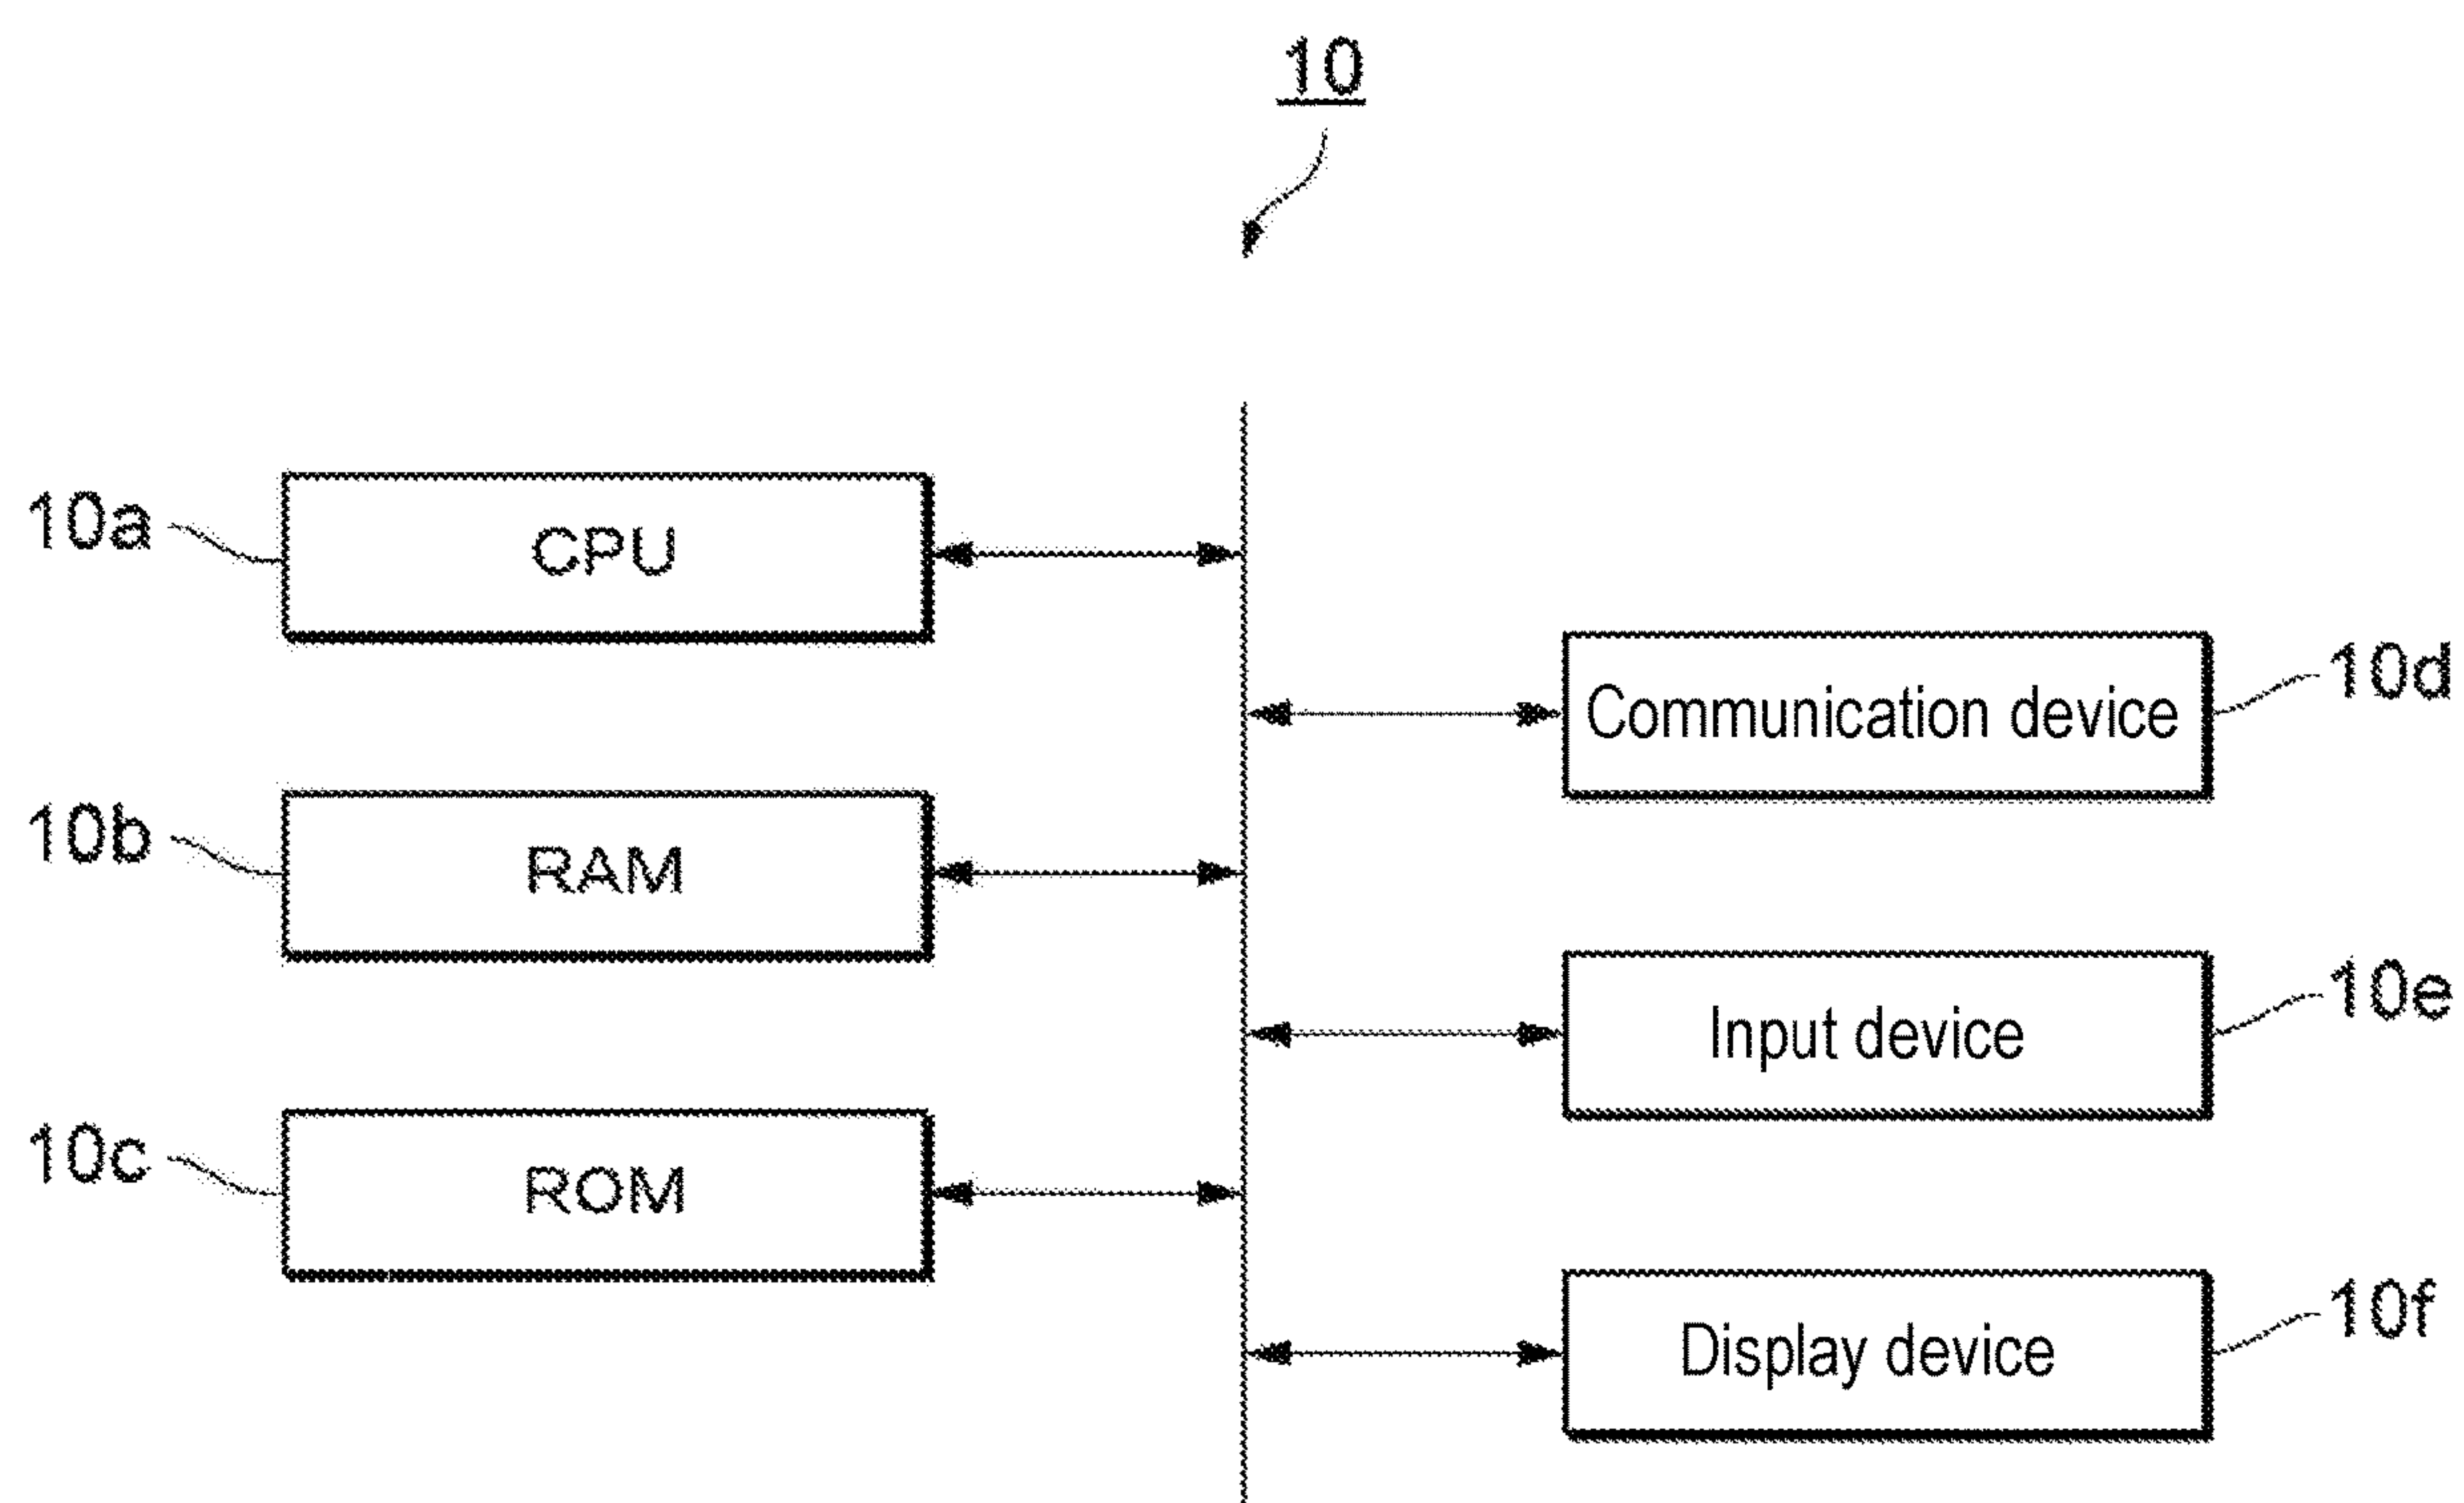 10
10a
CPU
Communication device
10d
10b
RAM
Input device
10e
10c
ROM
Display device
10f